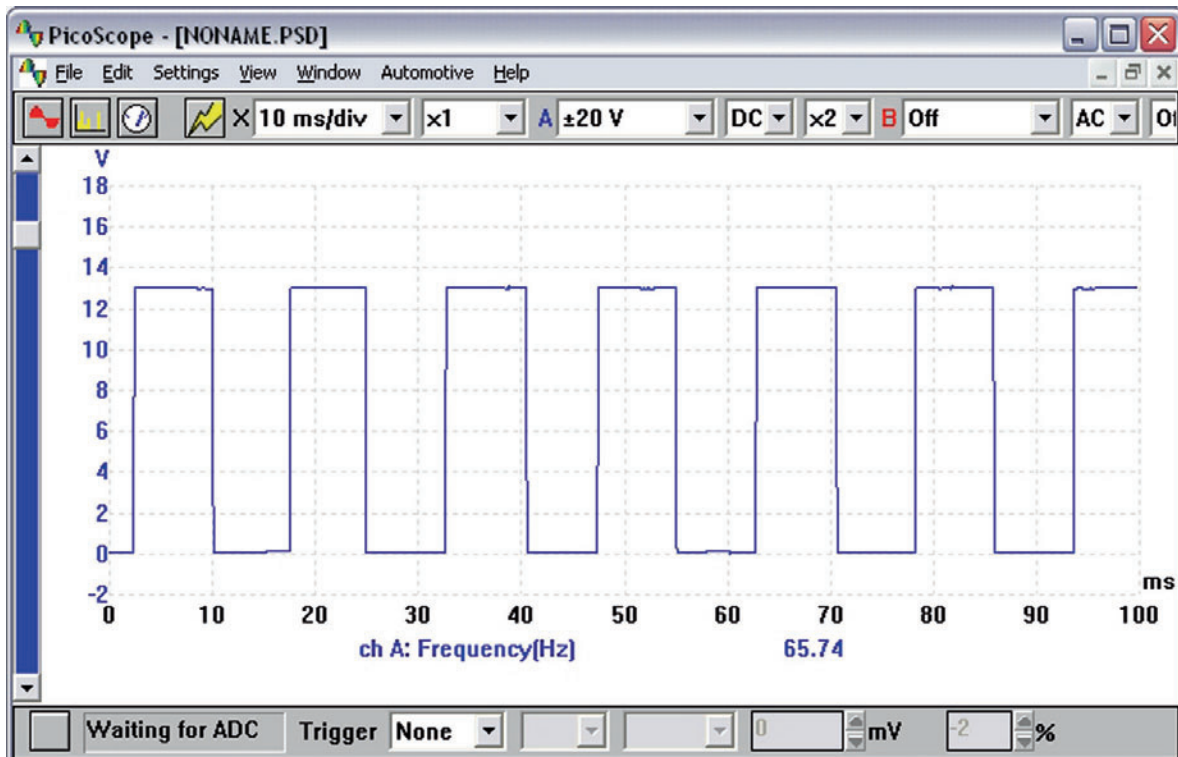 PicoScope - [NONAME.PSD]
File Edit Settings View Window Automotive Help
X 10 ms/div x1 A ±20 V DC x2 B Off AC
V
18
16
14
12
10
8
6
4
2
0
-2
ms
0 10 20 30 40 50 60 70 80 90 100
ch A: Frequency(Hz) 65.74
Waiting for ADC Trigger None 0 mV -2 %